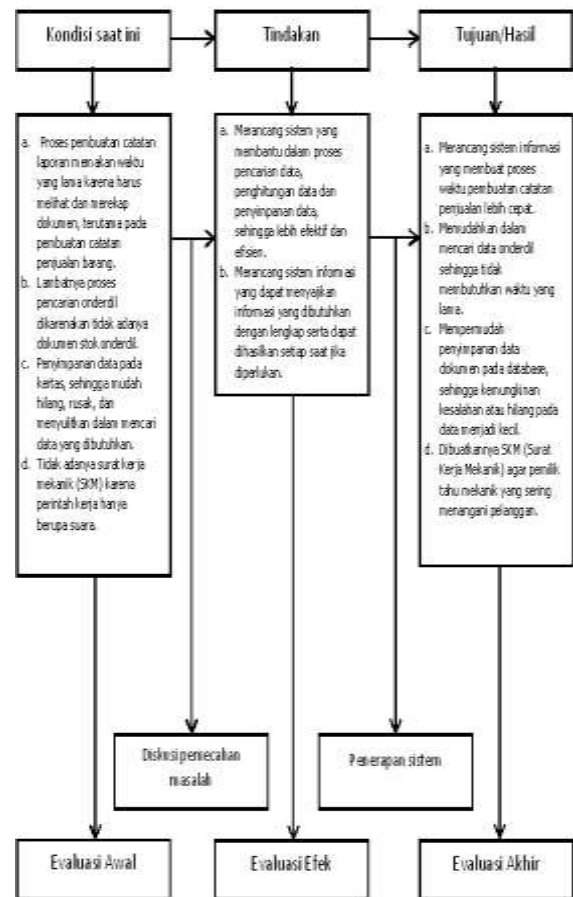 Kondisi saat ini
Tindakan
Tujuan/Hasil
a. Proses pembuatan catatan
laporan memakan waktu
yang lama karena harus
melihat dan merekap
dokumen, terutama pada
pembuatan catatan
penjualan barang.
b. Lambatnya proses
pencarian onderdil
dikarenakan tidak adanya
dokumen stok onderdil.
c. Penyimpanan data pada
kertas, sehingga mudah
hilang, rusak, dan
menyulitkan dalam mencari
data yang dibutuhkan.
d. Tidak adanya surat kerja
mekanik (SKM) karena
perintah kerja hanya
berupa suara.
a. Merancang sistem yang
membantu dalam proses
pencarian data,
penghitungan data dan
penyimpanan data,
sehingga lebih efektif dan
efisien.
b. Merancang sistem informasi
yang dapat menyajikan
informasi yang dibutuhkan
dengan lengkap serta dapat
dihasilkan setiap saat jika
diperlukan.
a. Merancang sistem informasi
yang membuat proses
waktu pembuatan catatan
penjualan lebih cepat.
b. Memudahkan dalam
mencari data onderdil
sehingga tidak
membutuhkan waktu yang
lama.
c. Mempermudah
penyimpanan data
dokumen pada database,
sehingga kemungkinan
kesalahan atau hilang pada
data menjadi kecil.
d. Dibuatkannya SKM (Surat
Kerja Mekanik) agar pemilik
tahu mekanik yang sering
menangani pelanggan.
Diskusi pemecahan
masalah
Penerapan sistem
Evaluasi Awal
Evaluasi Efek
Evaluasi Akhir